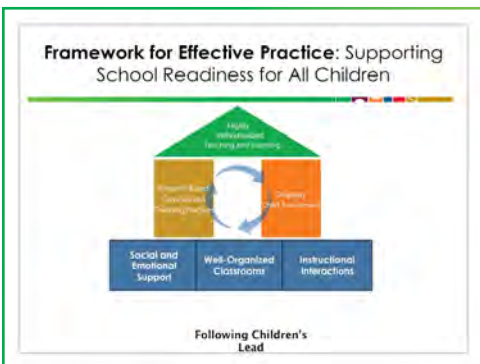 Framework for Effective Practice: Supporting
School Readiness for All Children
Highly
Individualized
Teaching and Learning
Research-Based
Curricula and
Teaching Practices
Ongoing
Child Assessment
Social and
Emotional
Support
Well-Organized
Classrooms
Instructional
Interactions
Following Children's
Lead